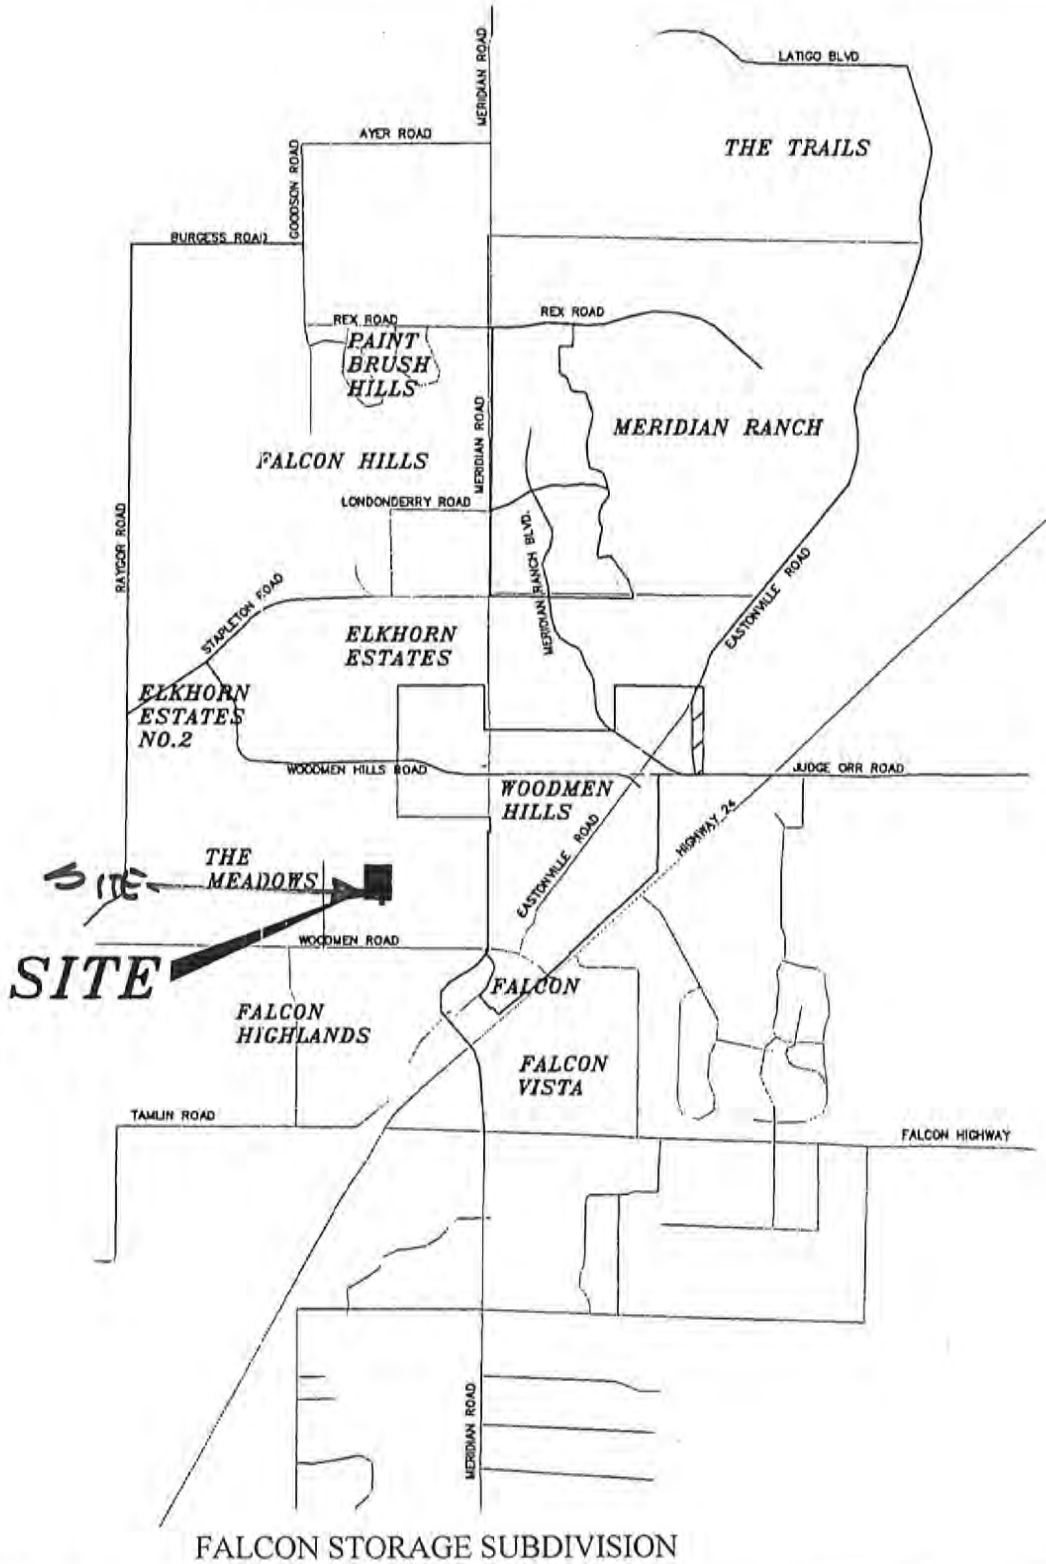 MERIDIAN ROAD
LATIGO BLVD
AYER ROAD
THE TRAILS
GOODSON ROAD
BURGESS ROAD
REX ROAD
REX ROAD
PAINT
BRUSH
HILLS
MERIDIAN ROAD
MERIDIAN RANCH
FALCON HILLS
LONDONDERRY ROAD
RAYGOR ROAD
MERIDIAN RANCH BLVD.
EASTONVILLE ROAD
STAPLETON ROAD
ELKHORN
ESTATES
ELKHORN
ESTATES
NO.2
WOODMEN HILLS ROAD
JUDGE ORR ROAD
WOODMEN
HILLS
HIGHWAY 24
EASTONVILLE ROAD
THE
MEADOWS
SITE
WOODMEN ROAD
SITE
FALCON
FALCON
HIGHLANDS
FALCON
VISTA
TAMLIN ROAD
FALCON HIGHWAY
MERIDIAN ROAD
FALCON STORAGE SUBDIVISION